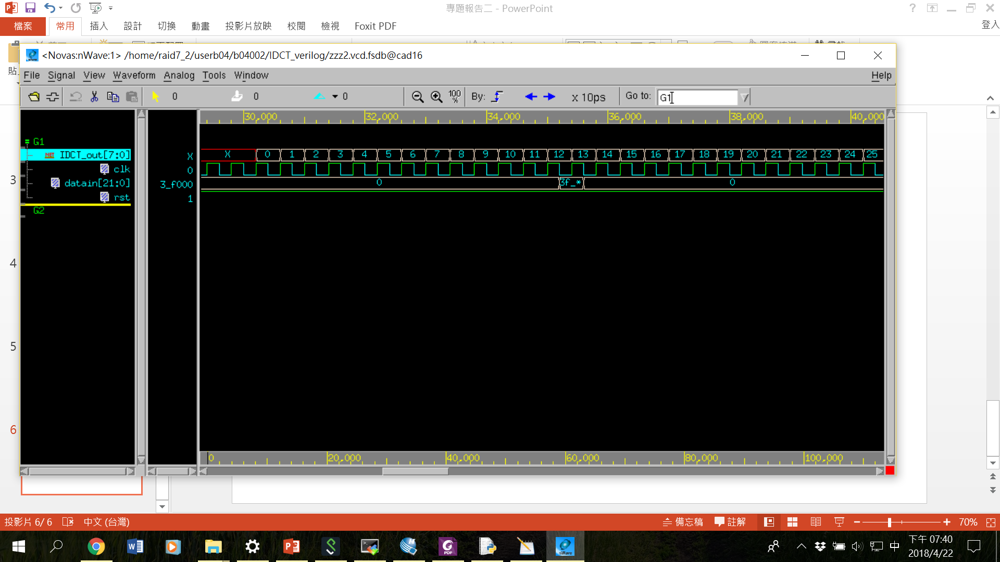 專題報告二 - PowerPoint
檔案 常用 插入 設計 切換 動畫 投影片放映 校閱 檢視 Foxit PDF 登入
<Novas:nWave:1> /home/raid7_2/userb04/b04002/IDCT_verilog/zzz2.vcd.fsdb@cad16
貼
File Signal View Waveform Analog Tools Window Help
0 0 0 100 % By: x 10ps Go to: G1
30,000 32,000 34,000 36,000 38,000 40,000
G1
IDCT_out[7:0] X X 0 1 2 3 4 5 6 7 8 9 10 11 12 13 14 15 16 17 18 19 20 21 22 23 24 25
clk 0
datain[21:0] 3_f000 0 3f_* 0
rst 1
G2
3
4
5
6
0 20,000 40,000 60,000 80,000 100,000
投影片 6/ 6 中文 (台灣) 備忘稿 註解 70%
中 下午 07:40
2018/4/22